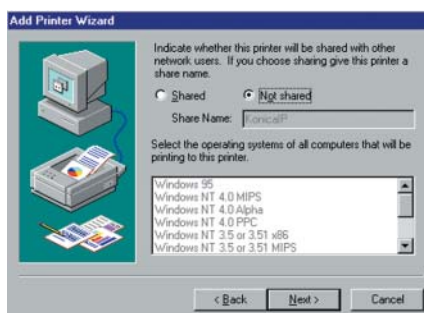 Add Printer Wizard
Indicate whether this printer will be shared with other
network users. If you choose sharing give this printer a
share name.
Shared
Not shared
Share Name: KonicaIP
Select the operating systems of all computers that will be
printing to this printer.
Windows 95
Windows NT 4.0 MIPS
Windows NT 4.0 Alpha
Windows NT 4.0 PPC
Windows NT 3.5 or 3.51 x86
Windows NT 3.5 or 3.51 MIPS
< Back
Next >
Cancel